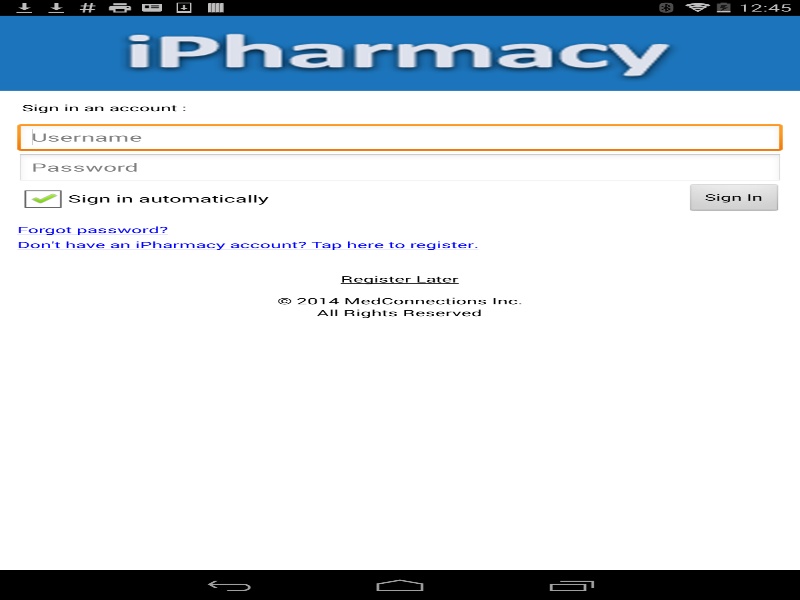 12:45
iPharmacy
Sign in an account :
Username
Password
Sign in automatically
Sign In
Forgot password?
Don't have an iPharmacy account? Tap here to register.
Register Later
© 2014 MedConnections Inc.
All Rights Reserved